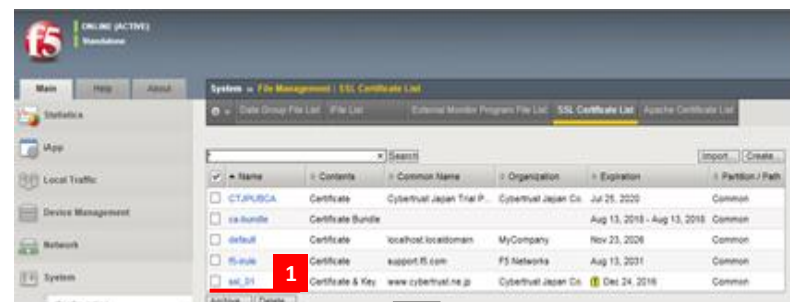 f5
ONLINE (ACTIVE)
Standalone
Main Help About
System » File Management : SSL Certificate List
Data Group File List iFile List External Monitor Program File List SSL Certificate List Apache Certificate List
Statistics
iApp
Local Traffic
Device Management
Network
System
* Search Import... Create...
Name Contents Common Name Organization Expiration Partition / Path
CTJPUBCA Certificate Cybertrust Japan Trial P... Cybertrust Japan Co. Jul 25, 2020 Common
ca-bundle Certificate Bundle Aug 13, 2018 - Aug 13, 2018 Common
default Certificate localhost.localdomain MyCompany Nov 23, 2026 Common
f5-irule Certificate support.f5.com F5 Networks Aug 13, 2031 Common
ssl_01 Certificate & Key www.cybertrust.ne.jp Cybertrust Japan Co. Dec 24, 2016 Common
1
Archive... Delete...